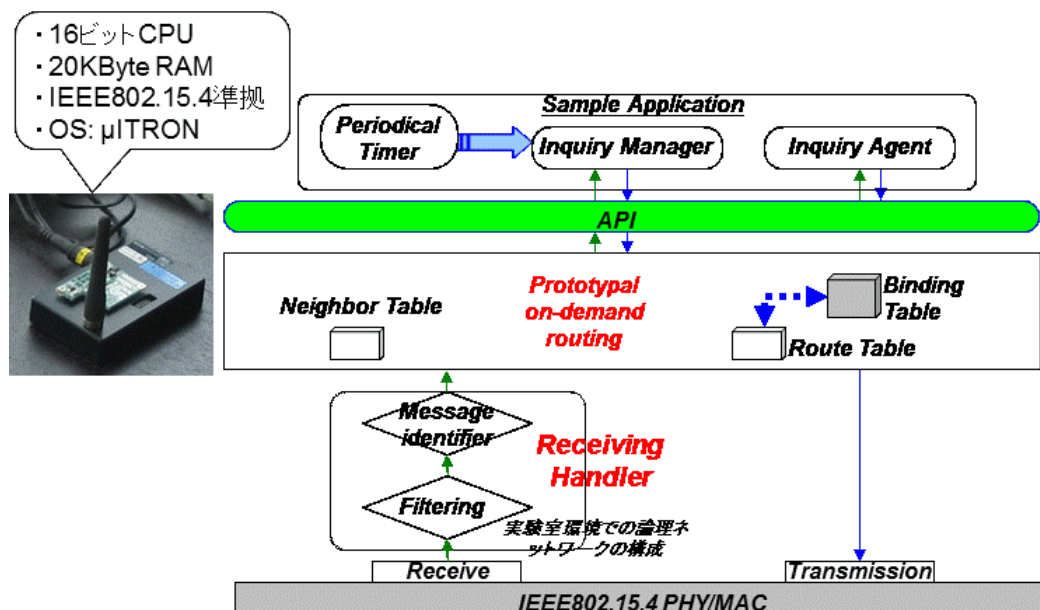 ・16ビットCPU
・20KByte RAM
・IEEE802.15.4準拠
・OS: µITRON
Sample Application
Periodical
Timer
Inquiry Manager
Inquiry Agent
API
Neighbor Table
Prototypal
on-demand
routing
Binding
Table
Route Table
Message
identifier
Receiving
Handler
Filtering
実験室環境での論理ネ
ットワークの構成
Receive
Transmission
IEEE802.15.4 PHY/MAC